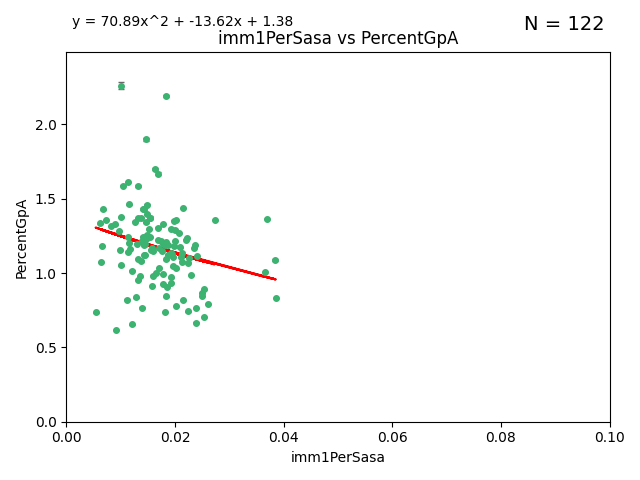 y = 70.89x^2 + -13.62x + 1.38
N = 122
imm1PerSasa vs PercentGpA
PercentGpA
2.0
1.5
1.0
0.5
0.0
0.00 0.02 0.04 0.06 0.08 0.10
imm1PerSasa